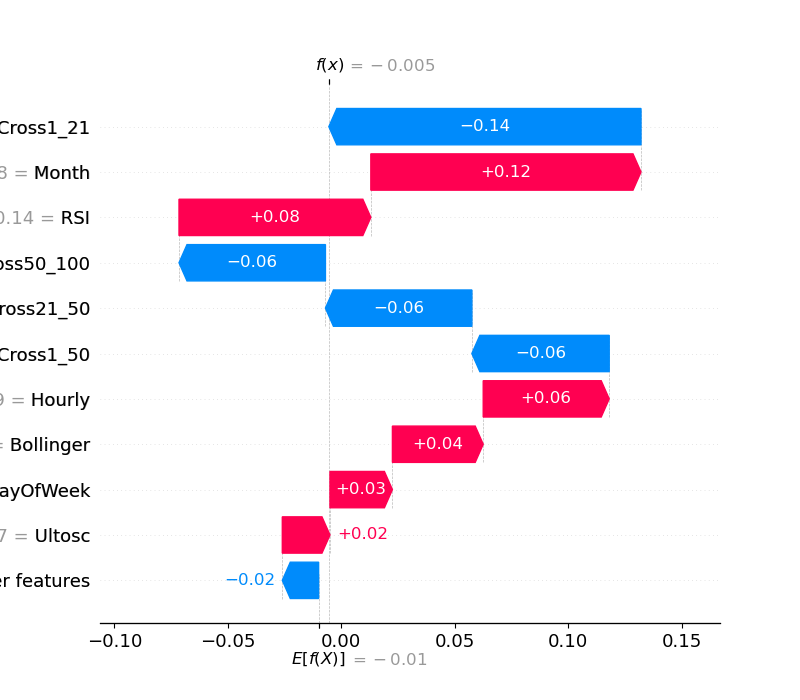 f(x) = −0.005
Cross1_21 −0.14
8 = Month +0.12
0.14 = RSI +0.08
oss50_100 −0.06
ross21_50 −0.06
Cross1_50 −0.06
9 = Hourly +0.06
= Bollinger +0.04
ayOfWeek +0.03
7 = Ultosc +0.02
er features −0.02
−0.10 −0.05 0.00 0.05 0.10 0.15
E[f(X)] = −0.01